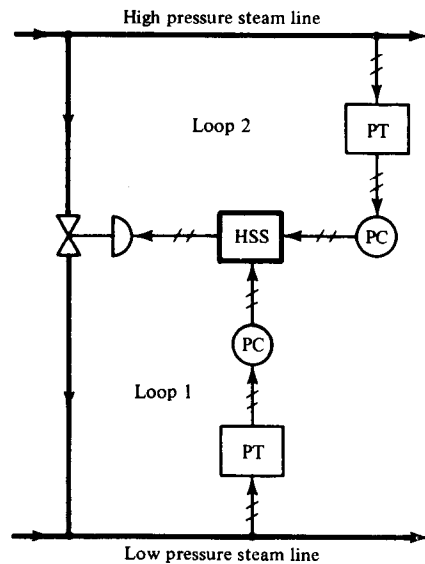 High pressure steam line
Loop 2
PT
HSS
PC
PC
Loop 1
PT
Low pressure steam line